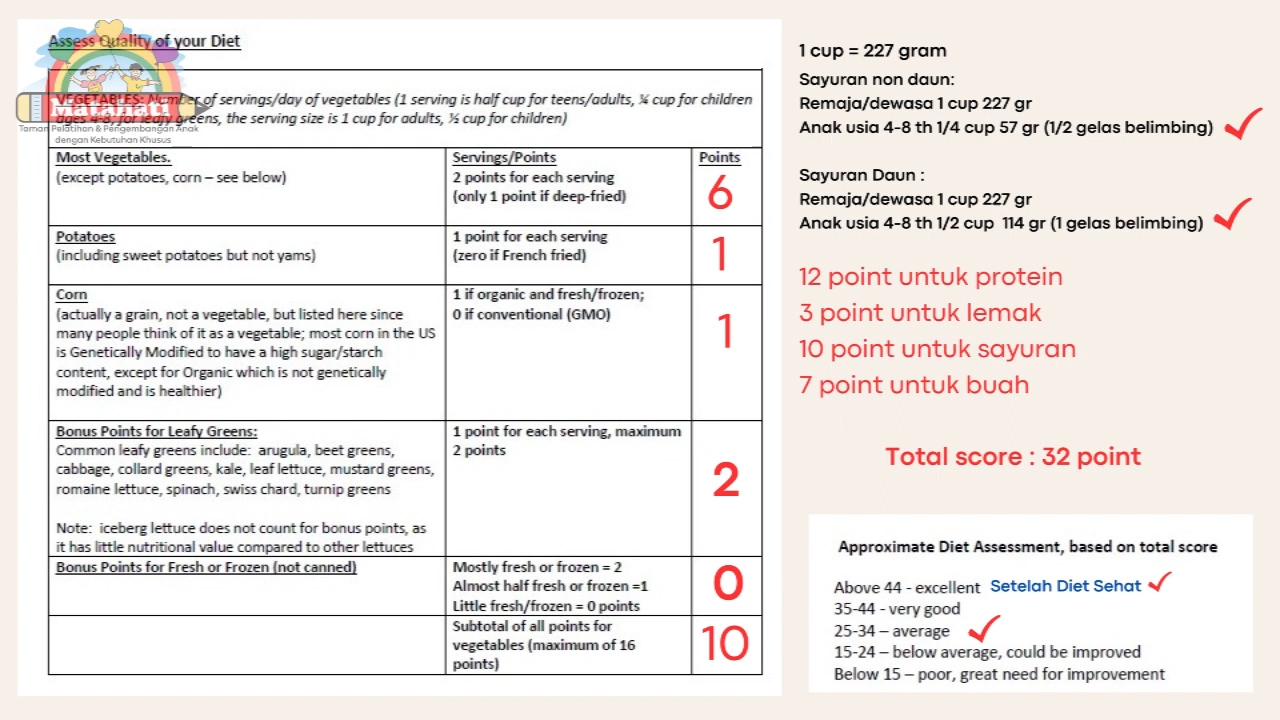 Assess Quality of your Diet
Matahati
Taman Pelatihan & Pengembangan Anak
dengan Kebutuhan Khusus
VEGETABLES: Number of servings/day of vegetables (1 serving is half cup for teens/adults, ¼ cup for children
ages 4-8; for leafy greens, the serving size is 1 cup for adults, ½ cup for children)
Most Vegetables.
(except potatoes, corn – see below)
Servings/Points
2 points for each serving
(only 1 point if deep-fried)
Points
6
Potatoes
(including sweet potatoes but not yams)
1 point for each serving
(zero if French fried)
1
Corn
(actually a grain, not a vegetable, but listed here since
many people think of it as a vegetable; most corn in the US
is Genetically Modified to have a high sugar/starch
content, except for Organic which is not genetically
modified and is healthier)
1 if organic and fresh/frozen;
0 if conventional (GMO)
1
Bonus Points for Leafy Greens:
Common leafy greens include: arugula, beet greens,
cabbage, collard greens, kale, leaf lettuce, mustard greens,
romaine lettuce, spinach, swiss chard, turnip greens
Note: iceberg lettuce does not count for bonus points, as
it has little nutritional value compared to other lettuces
1 point for each serving, maximum
2 points
2
Bonus Points for Fresh or Frozen (not canned)
Mostly fresh or frozen = 2
Almost half fresh or frozen =1
Little fresh/frozen = 0 points
0
Subtotal of all points for
vegetables (maximum of 16
points)
10
1 cup = 227 gram
Sayuran non daun:
Remaja/dewasa 1 cup 227 gr
Anak usia 4-8 th 1/4 cup 57 gr (1/2 gelas belimbing)
Sayuran Daun :
Remaja/dewasa 1 cup 227 gr
Anak usia 4-8 th 1/2 cup 114 gr (1 gelas belimbing)
12 point untuk protein
3 point untuk lemak
10 point untuk sayuran
7 point untuk buah
Total score : 32 point
Approximate Diet Assessment, based on total score
Above 44 - excellent Setelah Diet Sehat
35-44 - very good
25-34 – average
15-24 – below average, could be improved
Below 15 – poor, great need for improvement